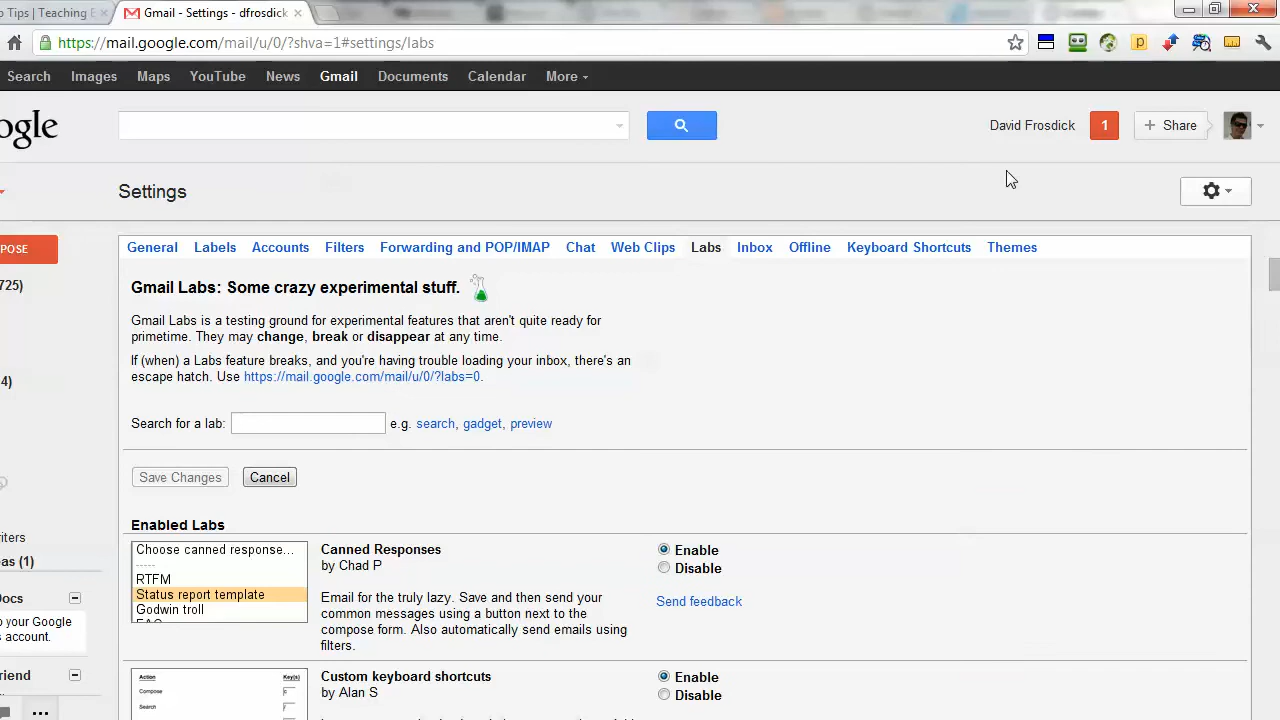 o Tips | Teaching E
Gmail - Settings - dfrosdick
https://mail.google.com/mail/u/0/?shva=1#settings/labs
Search Images Maps YouTube News Gmail Documents Calendar More
ogle
David Frosdick 1 + Share
Settings
POSE
General Labels Accounts Filters Forwarding and POP/IMAP Chat Web Clips Labs Inbox Offline Keyboard Shortcuts Themes
725)
Gmail Labs: Some crazy experimental stuff.
Gmail Labs is a testing ground for experimental features that aren't quite ready for
primetime. They may change, break or disappear at any time.
If (when) a Labs feature breaks, and you're having trouble loading your inbox, there's an
escape hatch. Use https://mail.google.com/mail/u/0/?labs=0.
4)
Search for a lab: e.g. search, gadget, preview
Save Changes Cancel
Enabled Labs
riters
as (1)
Docs
o your Google
s account.
riend
Choose canned response...
-----
RTFM
Status report template
Godwin troll
FAQ
Canned Responses
by Chad P
Email for the truly lazy. Save and then send your
common messages using a button next to the
compose form. Also automatically send emails using
filters.
Enable
Disable
Send feedback
Action Key(s)
Compose c
Search /
Custom keyboard shortcuts
by Alan S
Enable
Disable